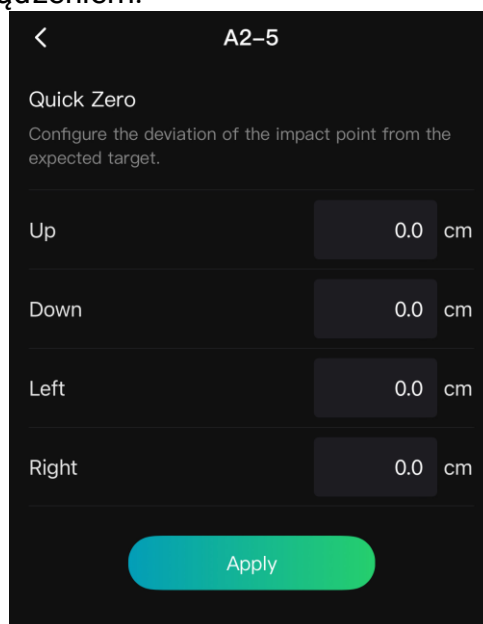 A2-5
Quick Zero
Configure the deviation of the impact point from the
expected target.
Up 0.0 cm
Down 0.0 cm
Left 0.0 cm
Right 0.0 cm
Apply